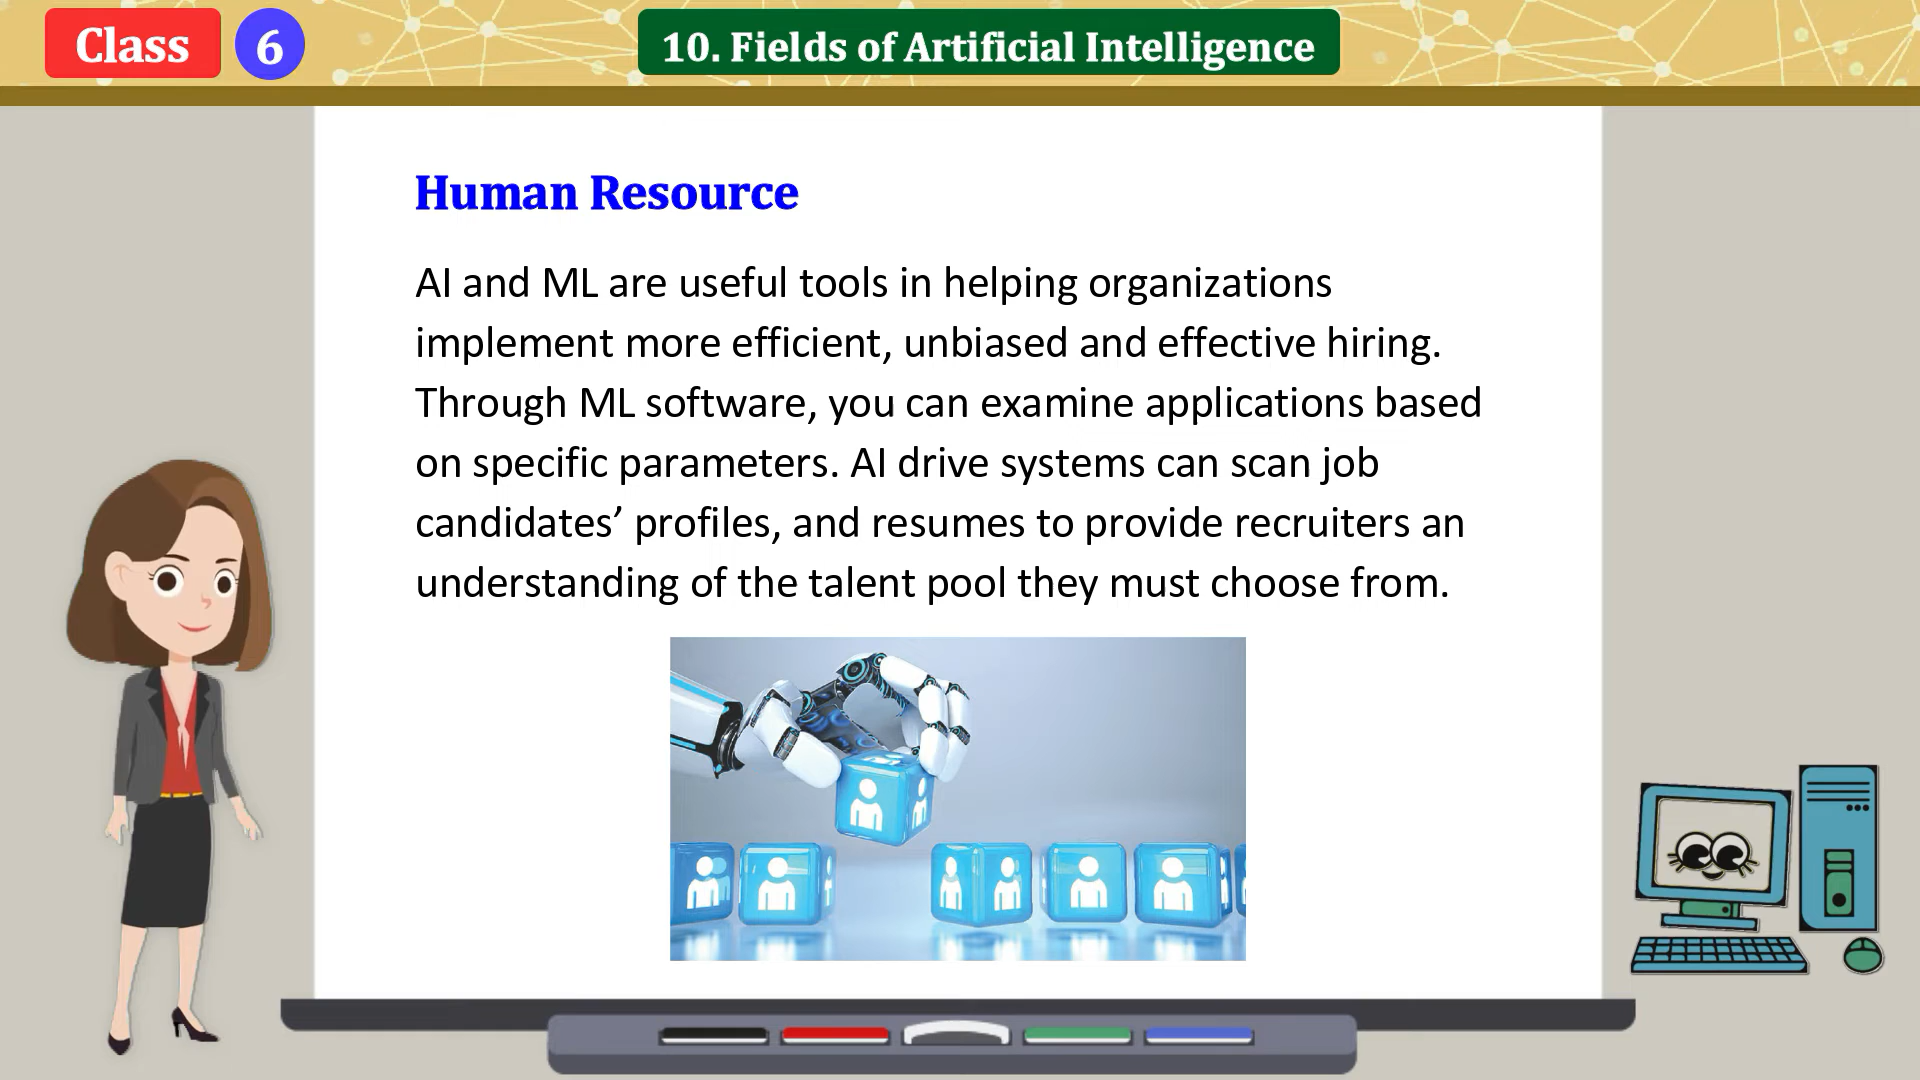 Class 6
10. Fields of Artificial Intelligence
Human Resource
AI and ML are useful tools in helping organizations
implement more efficient, unbiased and effective hiring.
Through ML software, you can examine applications based
on specific parameters. AI drive systems can scan job
candidates’ profiles, and resumes to provide recruiters an
understanding of the talent pool they must choose from.